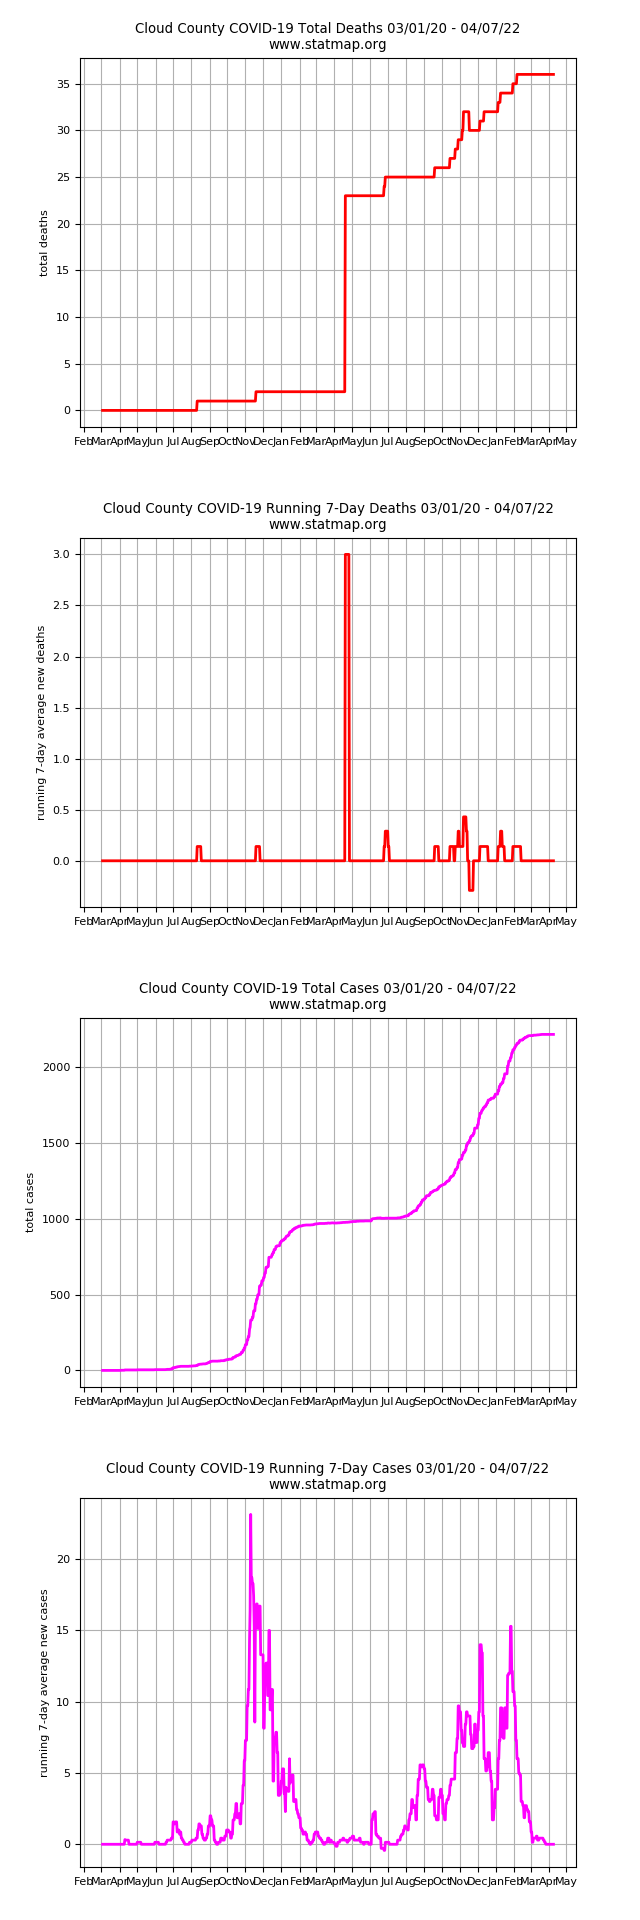 Cloud County COVID-19 Total Deaths 03/01/20 - 04/07/22
www.statmap.org
35
30
25
20
15
10
5
0
total deaths
Feb Mar Apr May Jun Jul Aug Sep Oct Nov Dec Jan Feb Mar Apr May Jun Jul Aug Sep Oct Nov Dec Jan Feb Mar Apr May
Cloud County COVID-19 Running 7-Day Deaths 03/01/20 - 04/07/22
www.statmap.org
3.0
2.5
2.0
1.5
1.0
0.5
0.0
running 7-day average new deaths
Feb Mar Apr May Jun Jul Aug Sep Oct Nov Dec Jan Feb Mar Apr May Jun Jul Aug Sep Oct Nov Dec Jan Feb Mar Apr May
Cloud County COVID-19 Total Cases 03/01/20 - 04/07/22
www.statmap.org
2000
1500
1000
500
0
total cases
Feb Mar Apr May Jun Jul Aug Sep Oct Nov Dec Jan Feb Mar Apr May Jun Jul Aug Sep Oct Nov Dec Jan Feb Mar Apr May
Cloud County COVID-19 Running 7-Day Cases 03/01/20 - 04/07/22
www.statmap.org
20
15
10
5
0
running 7-day average new cases
Feb Mar Apr May Jun Jul Aug Sep Oct Nov Dec Jan Feb Mar Apr May Jun Jul Aug Sep Oct Nov Dec Jan Feb Mar Apr May